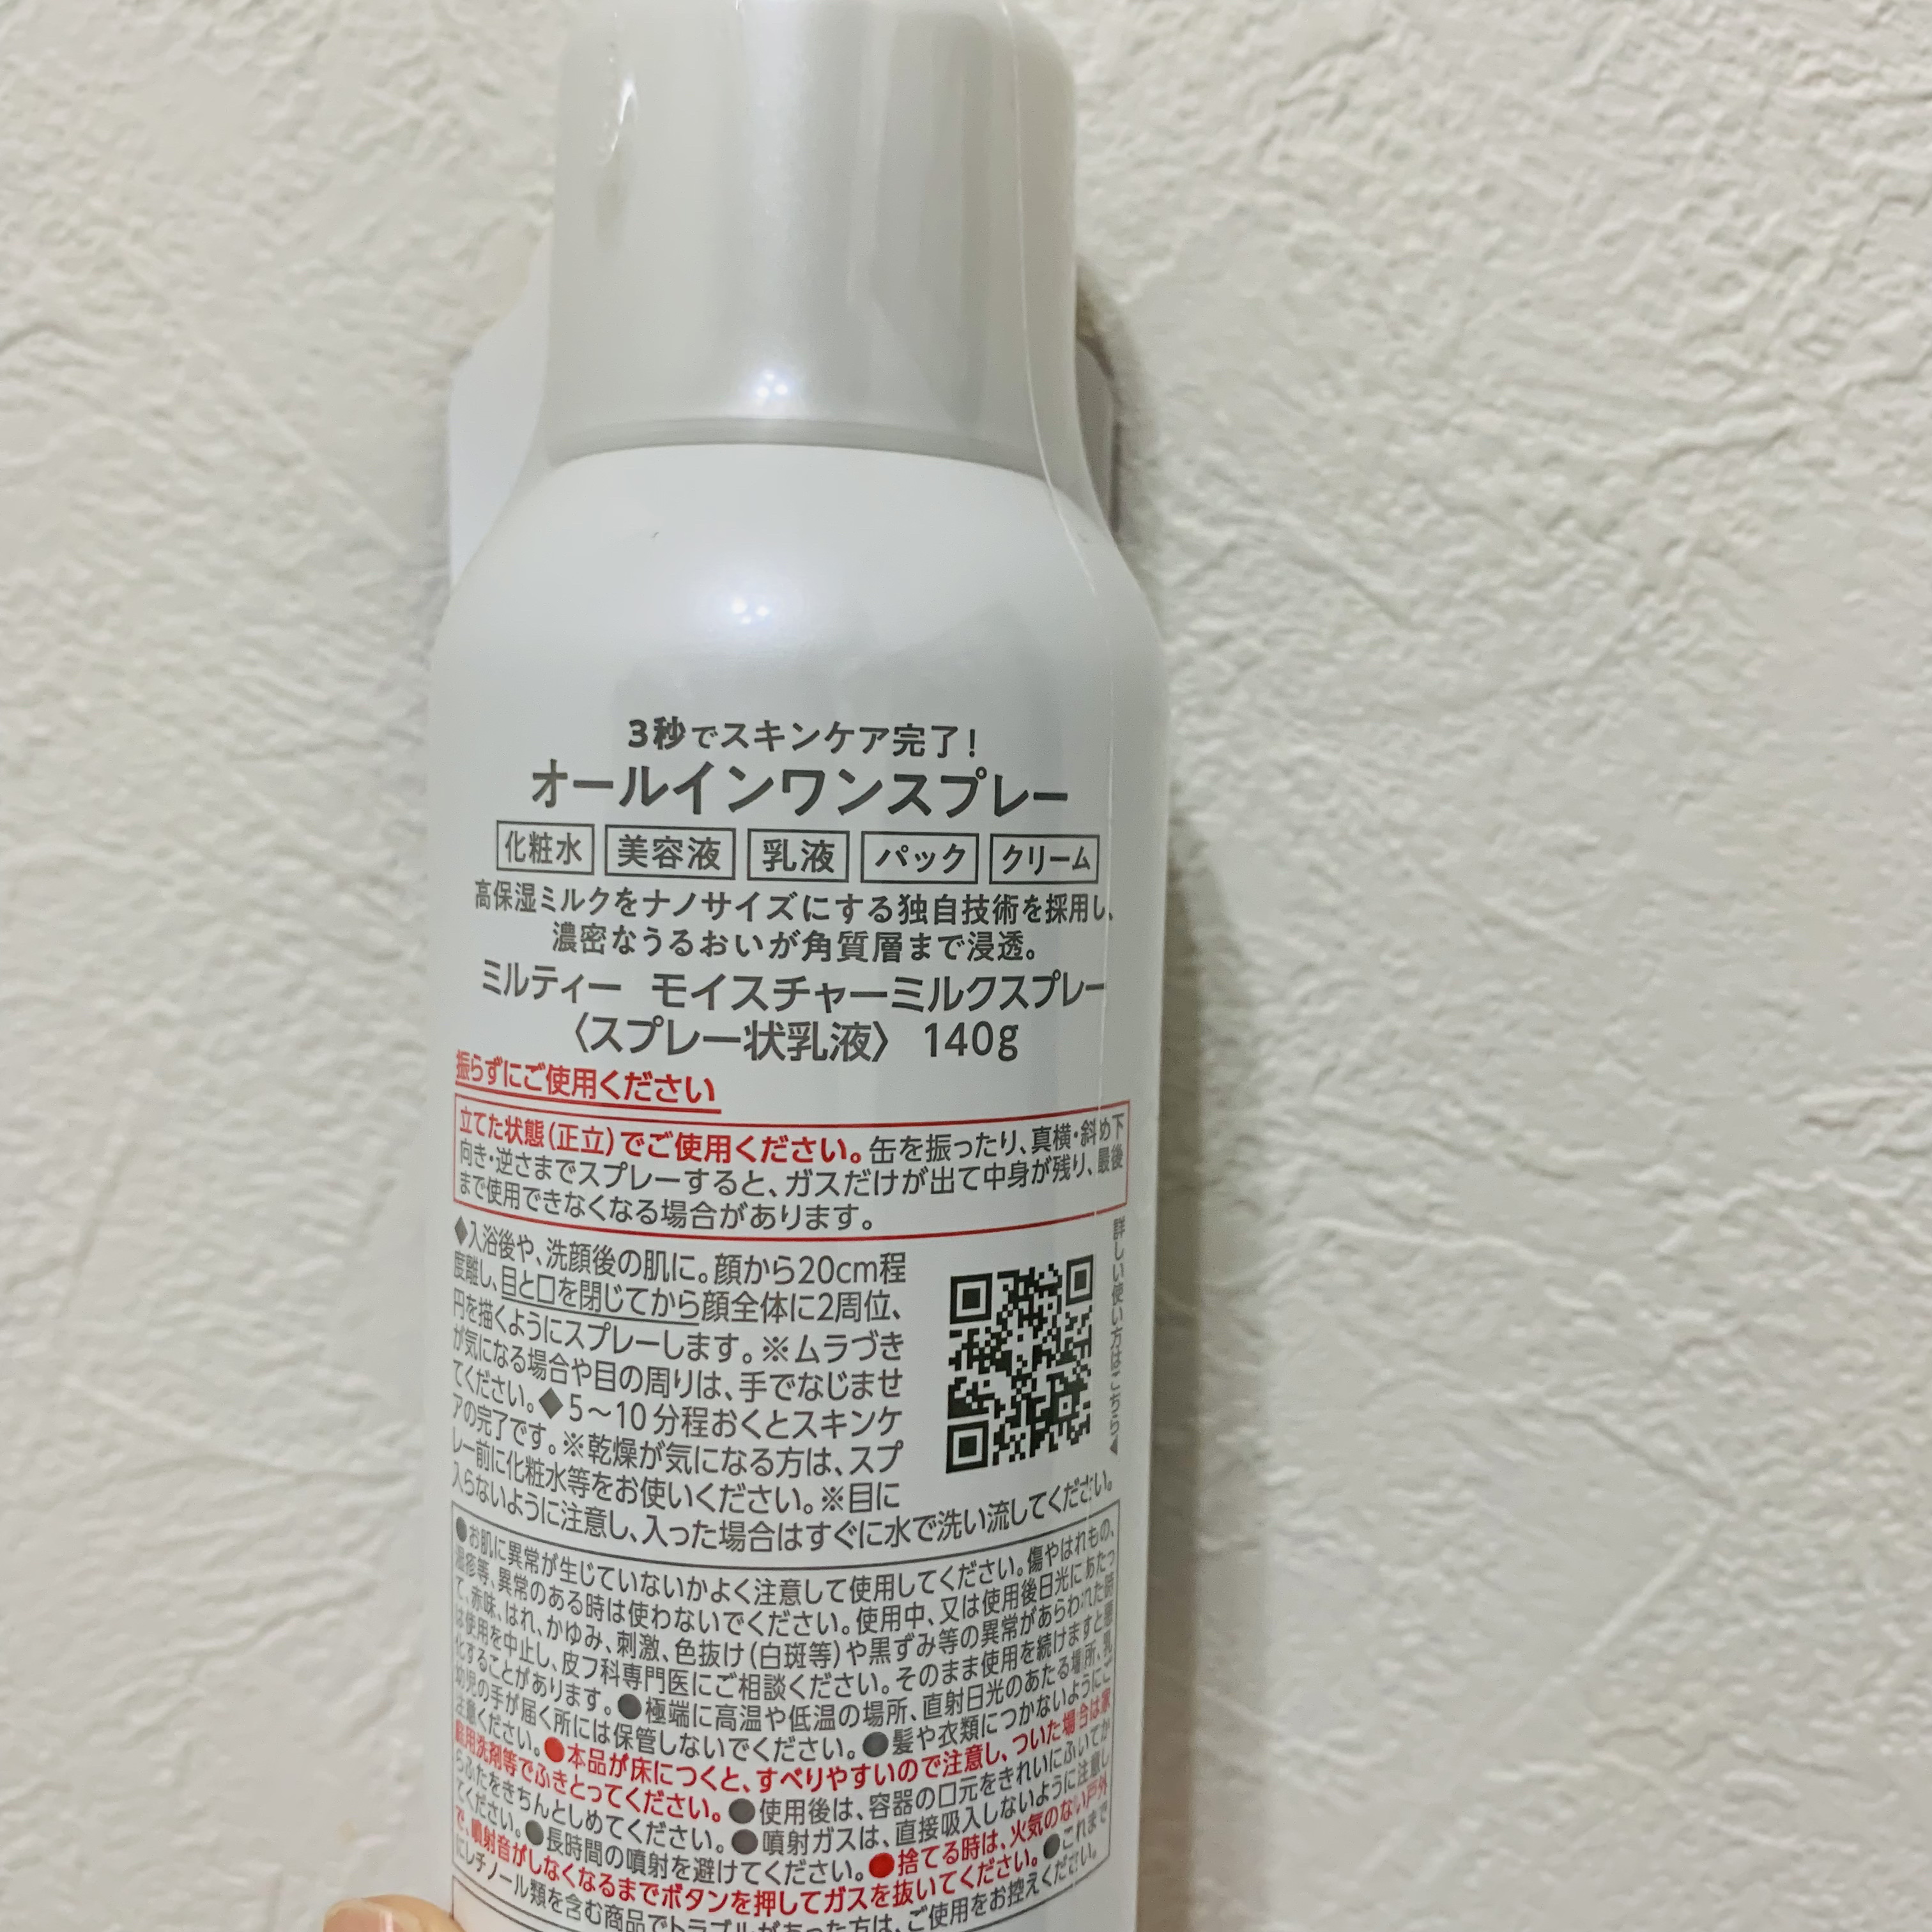 3秒でスキンケア完了！
オールインワンスプレー
化粧水 美容液 乳液 パック クリーム
高保湿ミルクをナノサイズにする独自技術を採用し、
濃密なうるおいが角質層まで浸透。
ミルティー モイスチャーミルクスプレー
〈スプレー状乳液〉 140g
振らずにご使用ください
立てた状態(正立)でご使用ください。缶を振ったり、真横・斜め下
向き・逆さまでスプレーすると、ガスだけが出て中身が残り、最後
まで使用できなくなる場合があります。
◆入浴後や、洗顔後の肌に。顔から20cm程
度離し、目と口を閉じてから顔全体に2周位、
円を描くようにスプレーします。※ムラづき
が気になる場合や目の周りは、手でなじませ
てください。◆5〜10分程おくとスキンケ
アの完了です。※乾燥が気になる方は、スプ
レー前に化粧水等をお使いください。※目に
入らないように注意し、入った場合はすぐに水で洗い流してください。
詳しい使い方はこちら◀
●お肌に異常が生じていないかよく注意して使用してください。傷やはれもの、
湿疹等、異常のある時は使わないでください。使用中、又は使用後日光にあたっ
て、赤味、はれ、かゆみ、刺激、色抜け(白斑等)や黒ずみ等の異常があらわれた時
は使用を中止し、皮フ科専門医にご相談ください。そのまま使用を続けますと悪
化することがあります。●極端に高温や低温の場所、直射日光のあたる場所、乳
幼児の手が届く所には保管しないでください。●髪や衣類につかないようにご
注意ください。●本品が床につくと、すべりやすいので注意し、ついた場合は家
庭用洗剤等でふきとってください。●使用後は、容器の口元をきれいにふいてか
らふたをきちんとしめてください。●噴射ガスは、直接吸入しないように注意し
てください。●長時間の噴射を避けてください。●捨てる時は、火気のない戸外
で、噴射音がしなくなるまでボタンを押してガスを抜いてください。●これまで
にレチノール類を含む商品でトラブルがあった方は、ご使用をお控えください。